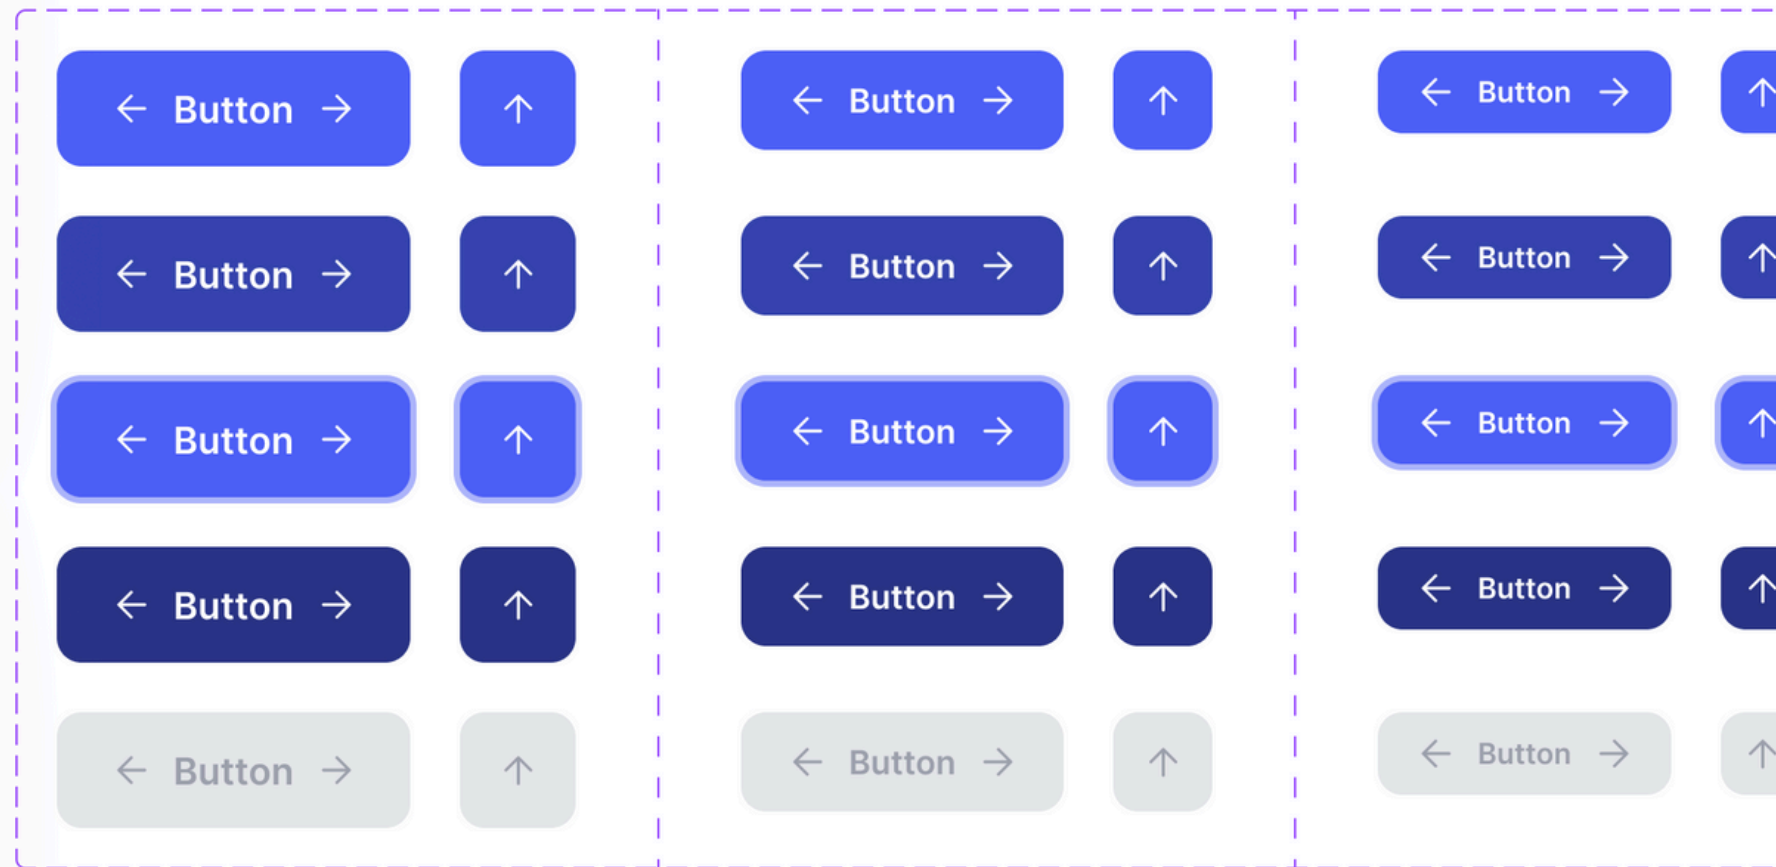 ← Button → ↑ ← Button → ↑ ← Button → ↑
← Button → ↑ ← Button → ↑ ← Button → ↑
← Button → ↑ ← Button → ↑ ← Button → ↑
← Button → ↑ ← Button → ↑ ← Button → ↑
← Button → ↑ ← Button → ↑ ← Button → ↑